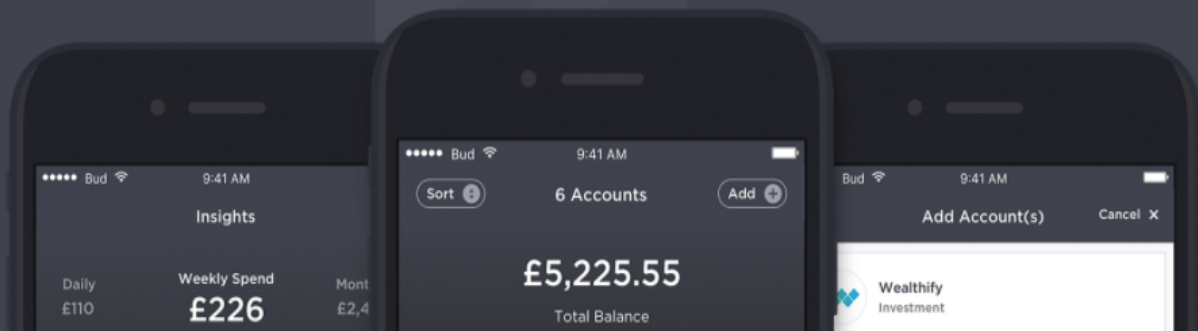 Bud 9:41 AM
Insights
Daily Weekly Spend
£110 £226
Bud 9:41 AM
Sort 6 Accounts Add
£5,225.55
Total Balance
Bud 9:41 AM
Add Account(s) Cancel X
Wealthify
Investment